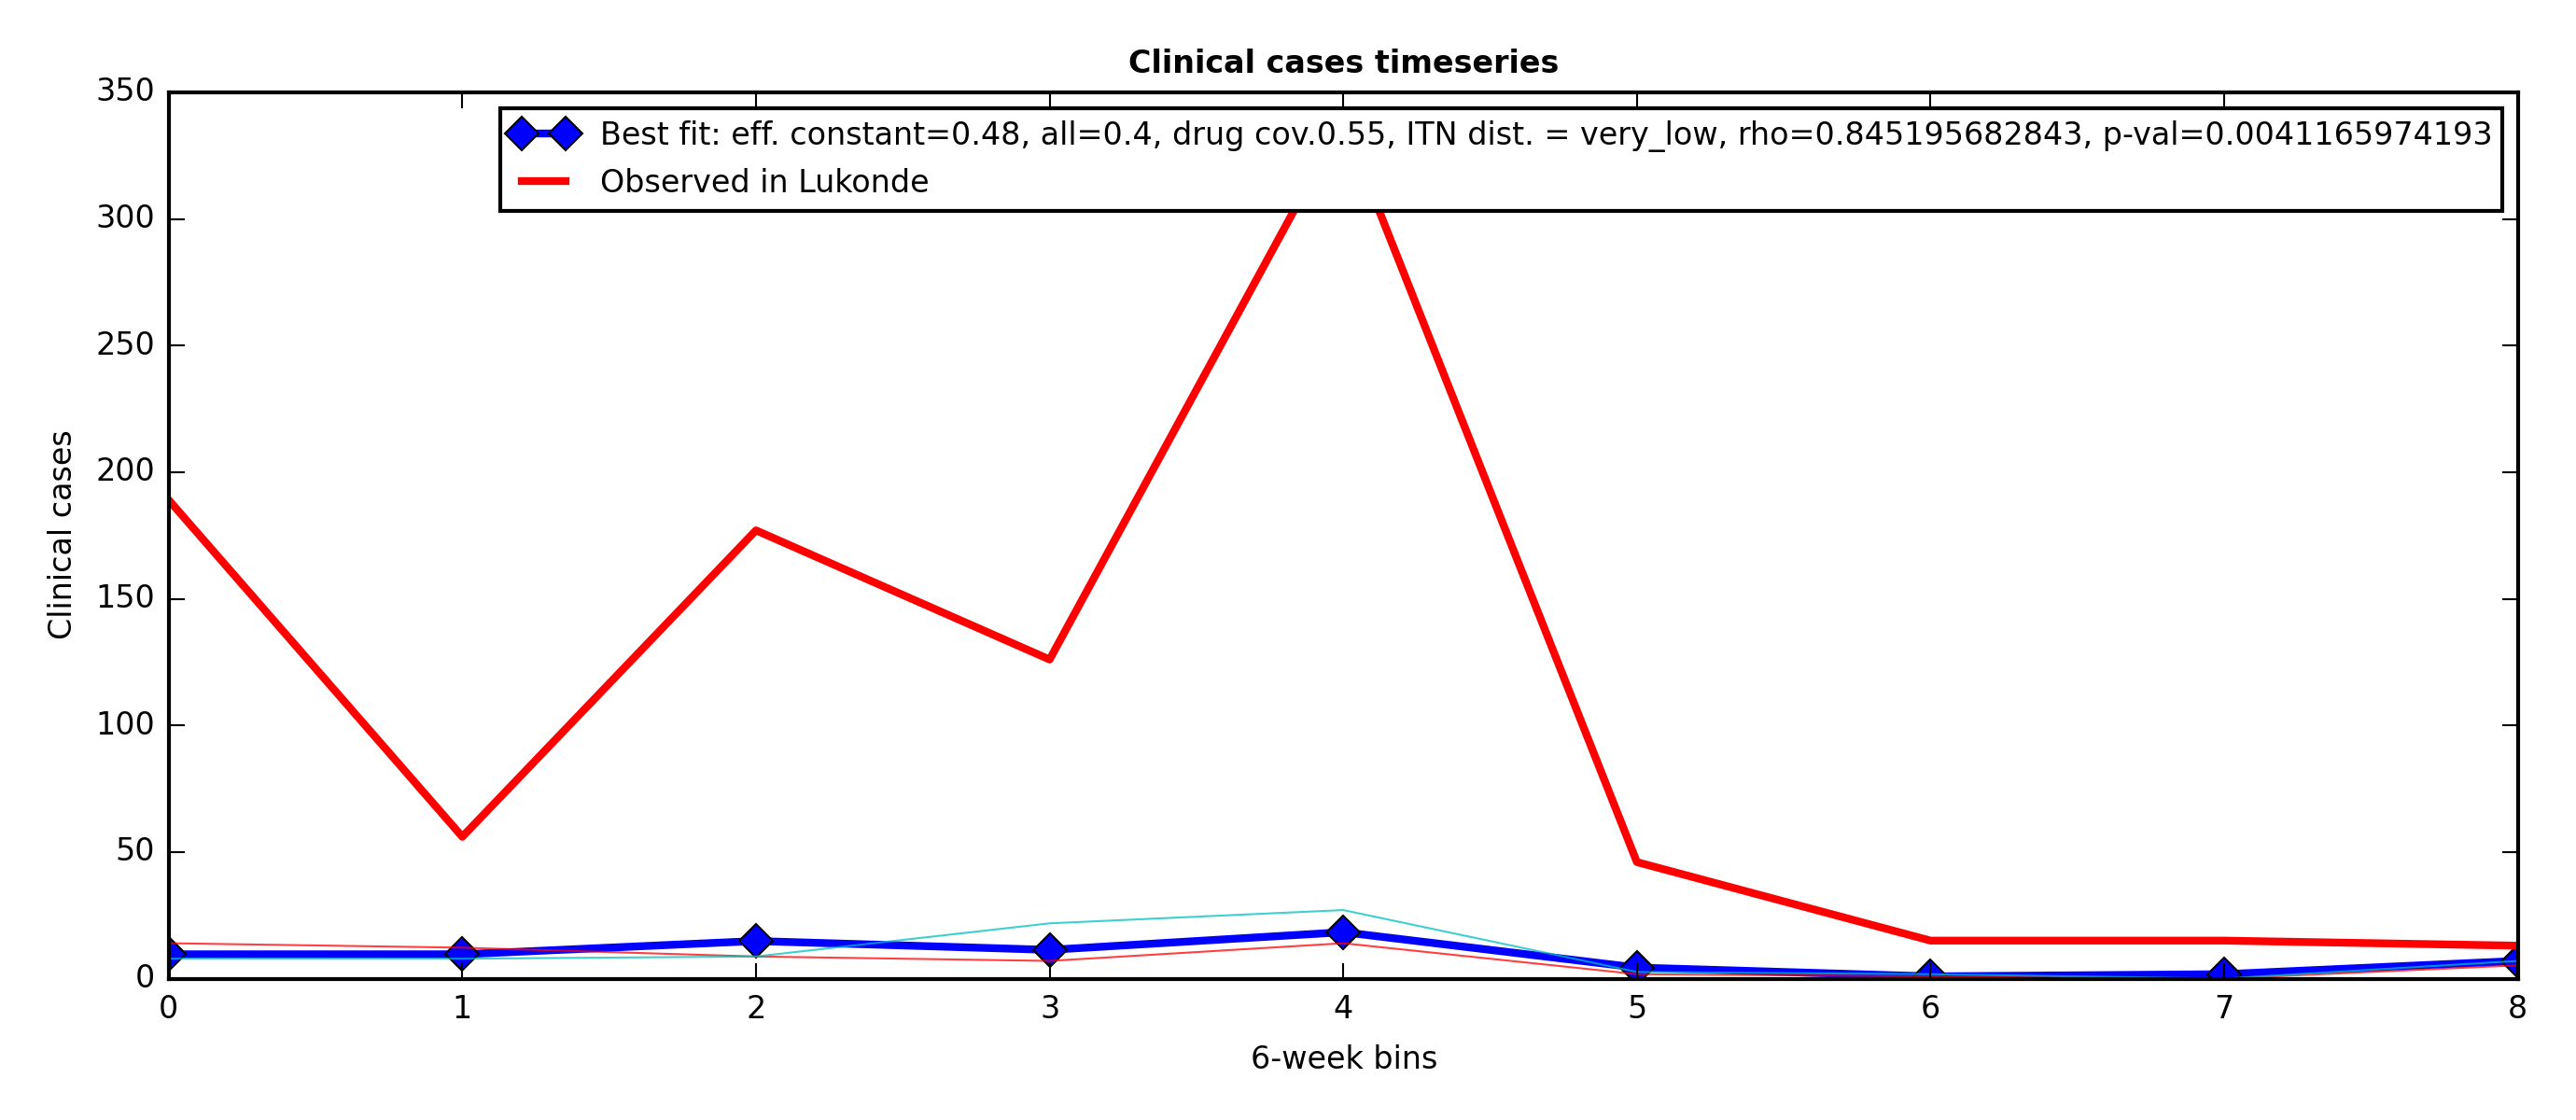 Clinical cases timeseries
350
300
250
200
150
100
50
0
Clinical cases
Best fit: eff. constant=0.48, all=0.4, drug cov.0.55, ITN dist. = very_low, rho=0.845195682843, p-val=0.0041165974193
Observed in Lukonde
0 1 2 3 4 5 6 7 8
6-week bins